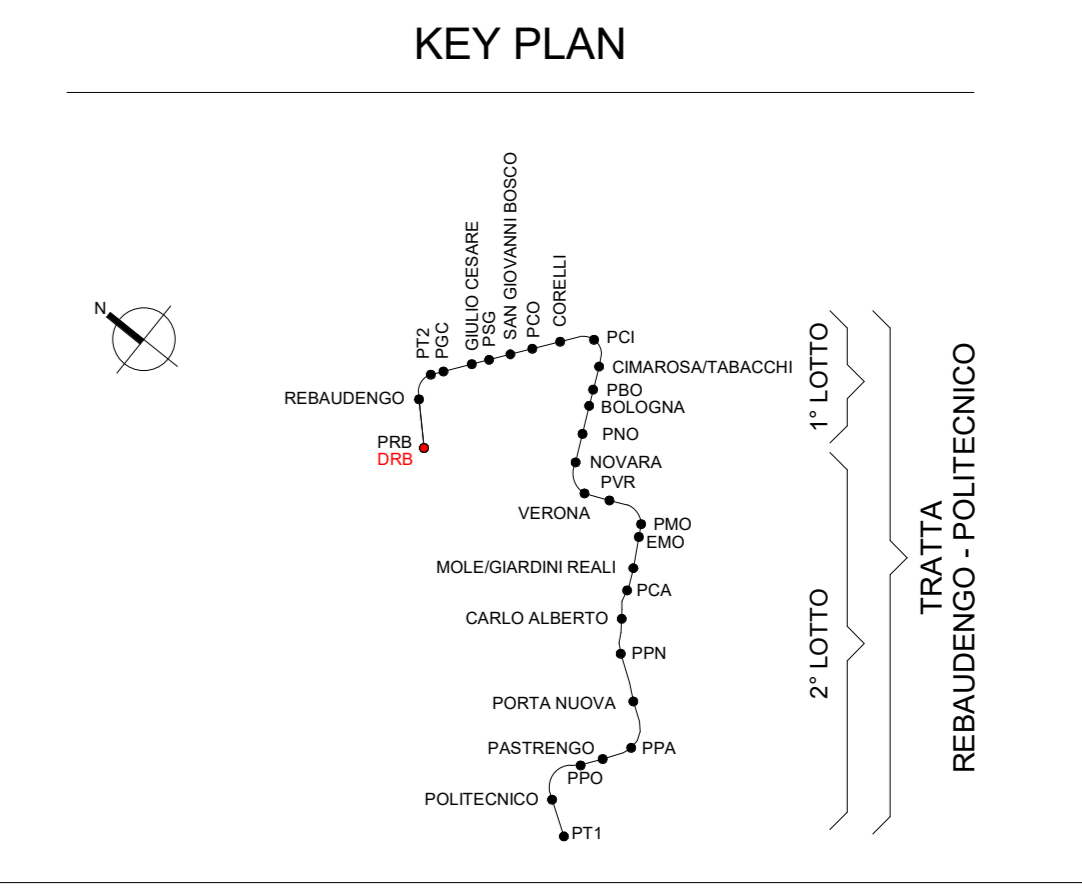 KEY PLAN
N
PT2
PGC
GIULIO CESARE
PSG
SAN GIOVANNI BOSCO
PCO
CORELLI
PCI
CIMAROSA/TABACCHI
REBAUDENGO
PBO
BOLOGNA
PRB
DRB
PNO
NOVARA
PVR
VERONA
PMO
EMO
MOLE/GIARDINI REALI
PCA
CARLO ALBERTO
PPN
PORTA NUOVA
PASTRENGO
PPA
PPO
POLITECNICO
PT1
1° LOTTO
2° LOTTO
TRATTA
REBAUDENGO - POLITECNICO